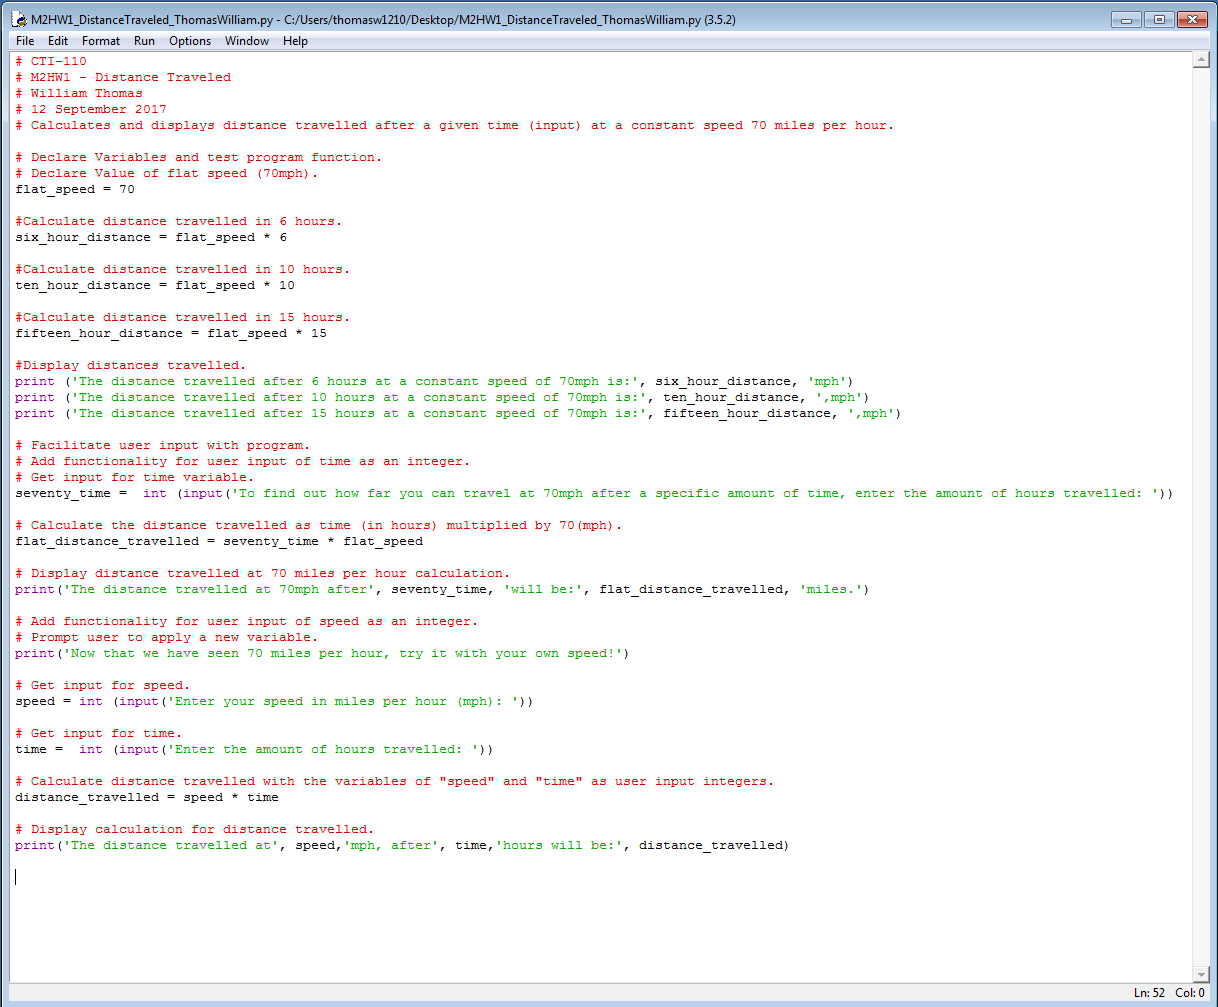 M2HW1_DistanceTraveled_ThomasWilliam.py - C:/Users/thomasw1210/Desktop/M2HW1_DistanceTraveled_ThomasWilliam.py (3.5.2)
File Edit Format Run Options Window Help
# CTI-110
# M2HW1 - Distance Traveled
# William Thomas
# 12 September 2017
# Calculates and displays distance travelled after a given time (input) at a constant speed 70 miles per hour.
# Declare Variables and test program function.
# Declare Value of flat speed (70mph).
flat_speed = 70
#Calculate distance travelled in 6 hours.
six_hour_distance = flat_speed * 6
#Calculate distance travelled in 10 hours.
ten_hour_distance = flat_speed * 10
#Calculate distance travelled in 15 hours.
fifteen_hour_distance = flat_speed * 15
#Display distances travelled.
print ('The distance travelled after 6 hours at a constant speed of 70mph is:', six_hour_distance, 'mph')
print ('The distance travelled after 10 hours at a constant speed of 70mph is:', ten_hour_distance, ',mph')
print ('The distance travelled after 15 hours at a constant speed of 70mph is:', fifteen_hour_distance, ',mph')
# Facilitate user input with program.
# Add functionality for user input of time as an integer.
# Get input for time variable.
seventy_time =  int (input('To find out how far you can travel at 70mph after a specific amount of time, enter the amount of hours travelled: '))
# Calculate the distance travelled as time (in hours) multiplied by 70(mph).
flat_distance_travelled = seventy_time * flat_speed
# Display distance travelled at 70 miles per hour calculation.
print('The distance travelled at 70mph after', seventy_time, 'will be:', flat_distance_travelled, 'miles.')
# Add functionality for user input of speed as an integer.
# Prompt user to apply a new variable.
print('Now that we have seen 70 miles per hour, try it with your own speed!')
# Get input for speed.
speed = int (input('Enter your speed in miles per hour (mph): '))
# Get input for time.
time =  int (input('Enter the amount of hours travelled: '))
# Calculate distance travelled with the variables of "speed" and "time" as user input integers.
distance_travelled = speed * time
# Display calculation for distance travelled.
print('The distance travelled at', speed,'mph, after', time,'hours will be:', distance_travelled)
Ln: 52 Col: 0